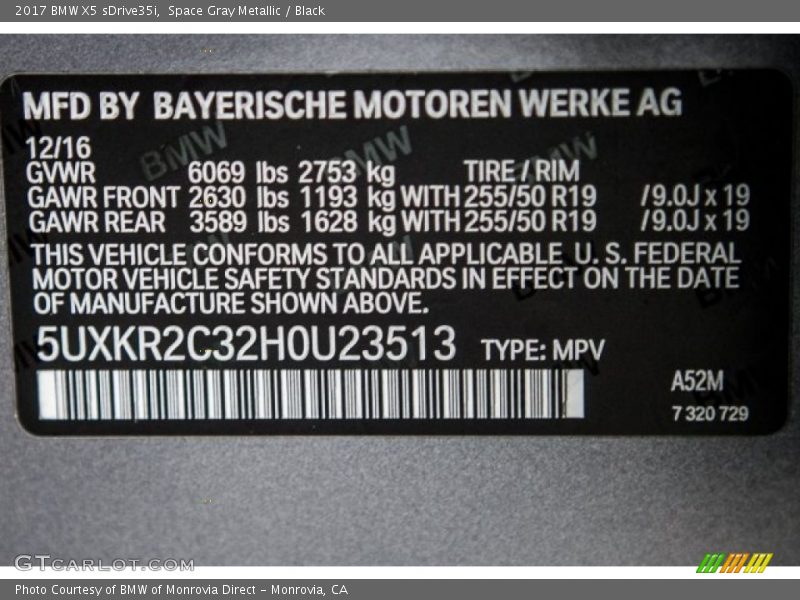 2017 BMW X5 sDrive35i, Space Gray Metallic / Black
MFD BY BAYERISCHE MOTOREN WERKE AG
12/16
GVWR 6069 lbs 2753 kg TIRE / RIM
GAWR FRONT 2630 lbs 1193 kg WITH 255/50 R19 /9.0J x 19
GAWR REAR 3589 lbs 1628 kg WITH 255/50 R19 /9.0J x 19
THIS VEHICLE CONFORMS TO ALL APPLICABLE U.S. FEDERAL
MOTOR VEHICLE SAFETY STANDARDS IN EFFECT ON THE DATE
OF MANUFACTURE SHOWN ABOVE.
5UXKR2C32H0U23513 TYPE: MPV
A52M
7 320 729
GTCARLOT.COM
Photo Courtesy of BMW of Monrovia Direct - Monrovia, CA